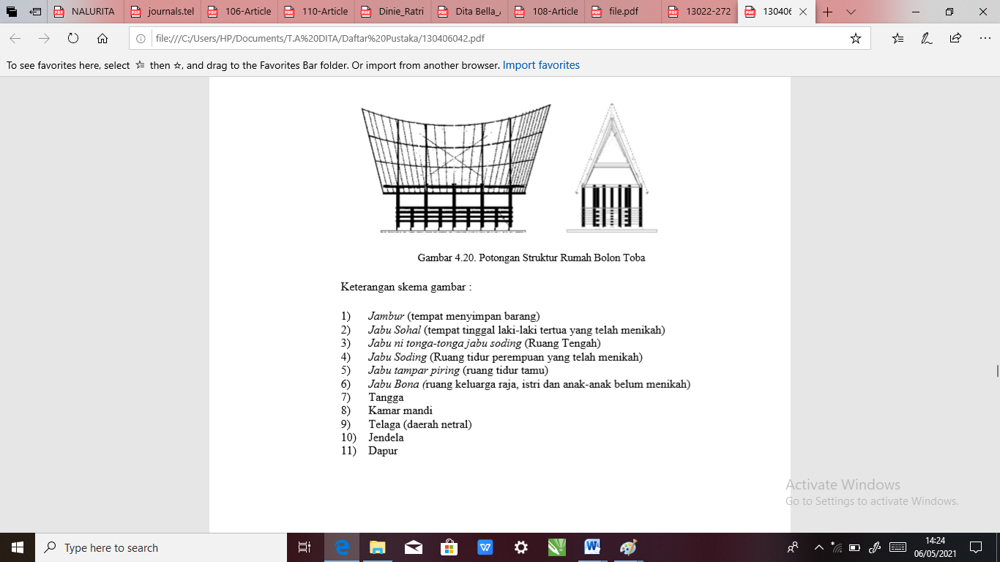 NALURITA
journals.tel
106-Article
110-Article
Dinie_Ratri
Dita Bella_
108-Article
file.pdf
13022-272
130406
file:///C:/Users/HP/Documents/T.A%20DITA/Daftar%20Pustaka/130406042.pdf
To see favorites here, select then ☆, and drag to the Favorites Bar folder. Or import from another browser. Import favorites
Gambar 4.20. Potongan Struktur Rumah Bolon Toba
Keterangan skema gambar :
1) Jambur (tempat menyimpan barang)
2) Jabu Sohal (tempat tinggal laki-laki tertua yang telah menikah)
3) Jabu ni tonga-tonga jabu soding (Ruang Tengah)
4) Jabu Soding (Ruang tidur perempuan yang telah menikah)
5) Jabu tampar piring (ruang tidur tamu)
6) Jabu Bona (ruang keluarga raja, istri dan anak-anak belum menikah)
7) Tangga
8) Kamar mandi
9) Telaga (daerah netral)
10) Jendela
11) Dapur
Activate Windows
Go to Settings to activate Windows.
Type here to search
14:24
06/05/2021